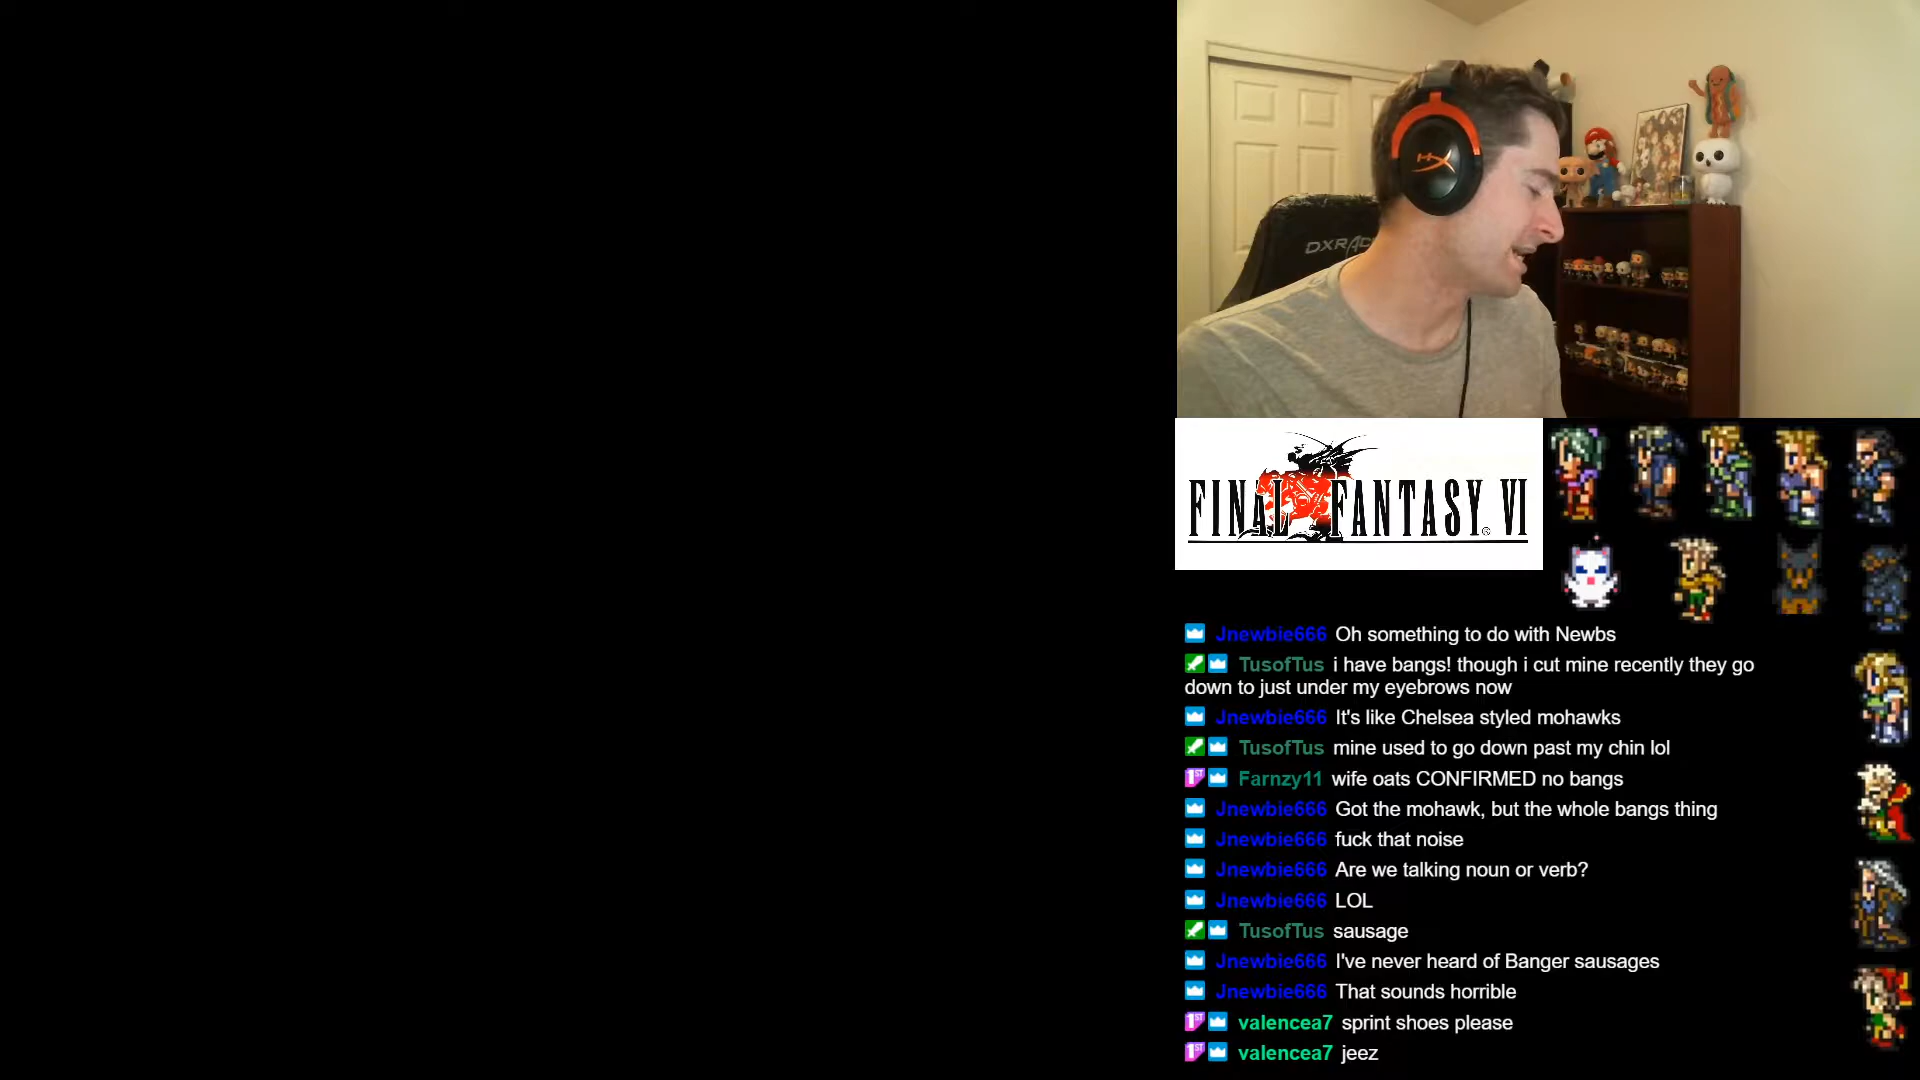 DXRAC
FINAL FANTASY® VI
Jnewbie666 Oh something to do with Newbs
TusofTus i have bangs! though i cut mine recently they go
down to just under my eyebrows now
Jnewbie666 It's like Chelsea styled mohawks
TusofTus mine used to go down past my chin lol
1ST Farnzy11 wife oats CONFIRMED no bangs
Jnewbie666 Got the mohawk, but the whole bangs thing
Jnewbie666 fuck that noise
Jnewbie666 Are we talking noun or verb?
Jnewbie666 LOL
TusofTus sausage
Jnewbie666 I've never heard of Banger sausages
Jnewbie666 That sounds horrible
1ST valencea7 sprint shoes please
1ST valencea7 jeez